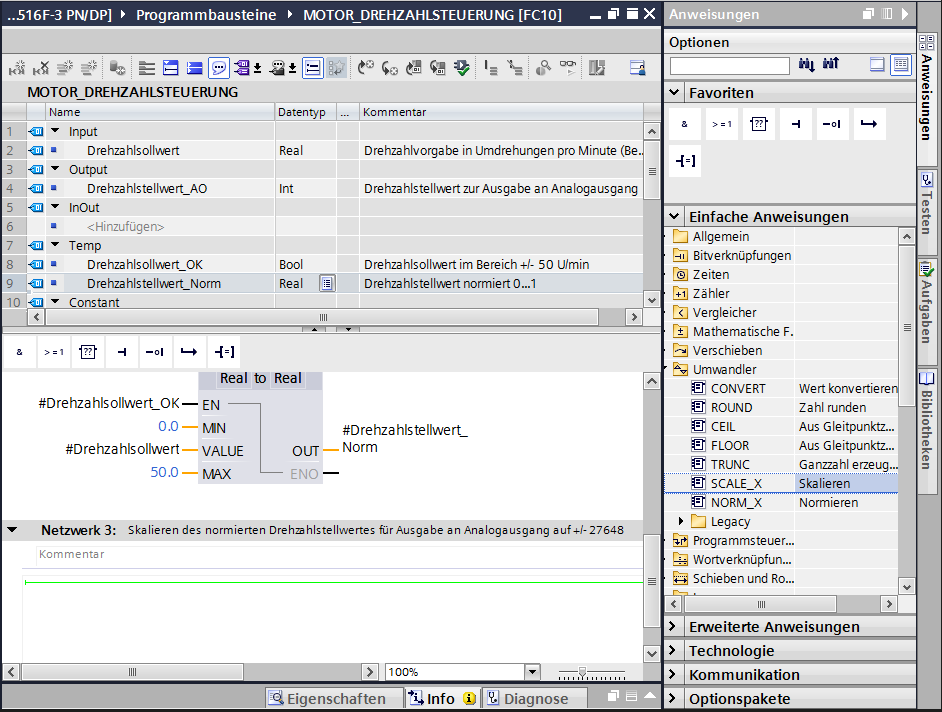 ...516F-3 PN/DP] Programmbausteine MOTOR_DREHZAHLSTEUERUNG [FC10]
MOTOR_DREHZAHLSTEUERUNG
Name Datentyp ... Kommentar
1 Input
2 Drehzahlsollwert Real Drehzahlvorgabe in Umdrehungen pro Minute (Be..
3 Output
4 Drehzahlstellwert_AO Int Drehzahlstellwert zur Ausgabe an Analogausgang
5 InOut
6 <Hinzufügen>
7 Temp
8 Drehzahlsollwert_OK Bool Drehzahlsollwert im Bereich +/- 50 U/min
9 Drehzahlstellwert_Norm Real Drehzahlstellwert normiert 0...1
10 Constant
& >=1 ?? -| -o| [=]
Real to Real
#Drehzahlsollwert_OK EN
0.0 MIN
#Drehzahlsollwert VALUE
50.0 MAX
OUT #Drehzahlstellwert_
Norm
ENO
Netzwerk 3: Skalieren des normierten Drehzahlstellwertes für Ausgabe an Analogausgang auf +/- 27648
Kommentar
100%
Eigenschaften Info Diagnose
Anweisungen
Optionen
Favoriten
& >=1 ?? -| -o|
[=]
Einfache Anweisungen
Allgemein
Bitverknüpfungen
Zeiten
Zähler
Vergleicher
Mathematische F.
Verschieben
Umwandler
CONVERT Wert konvertieren
ROUND Zahl runden
CEIL Aus Gleitpunktz...
FLOOR Aus Gleitpunktz...
TRUNC Ganzzahl erzeug...
SCALE_X Skalieren
NORM_X Normieren
Legacy
Programmsteuer...
Wortverknüpfun...
Schieben und Ro...
Erweiterte Anweisungen
Technologie
Kommunikation
Optionspakete
Anweisungen
Testen
Aufgaben
Bibliotheken